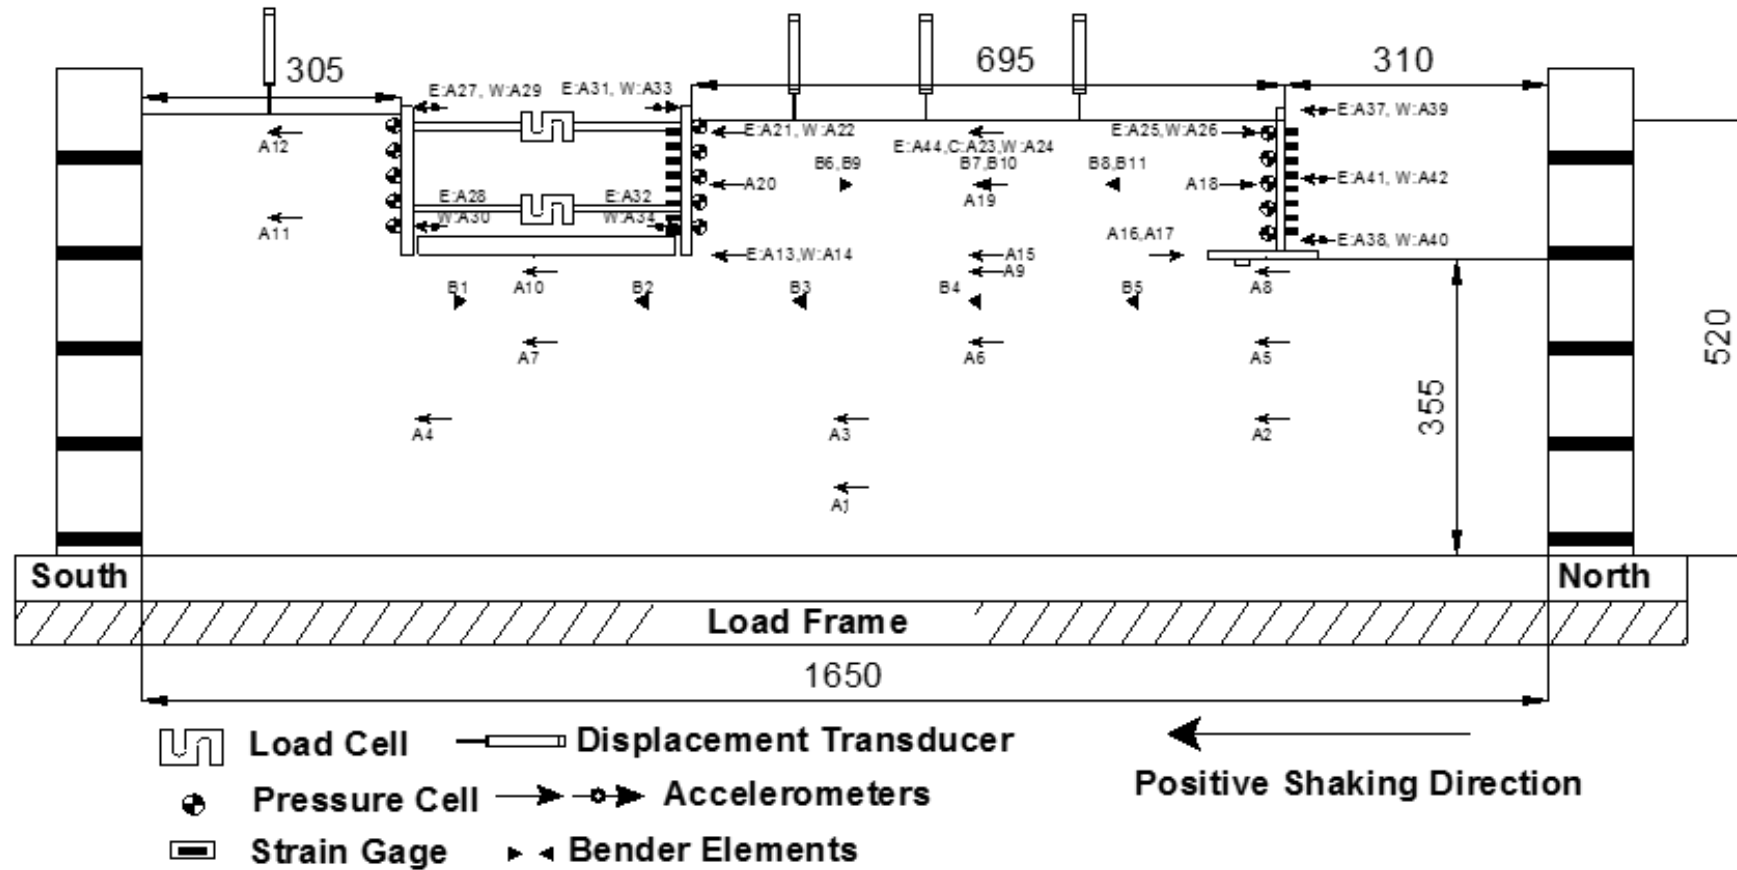 305
695
310
E:A27, W:A29
E:A31, W:A33
E:A37, W:A39
A12
E:A21, W:A22
E:A44,C:A23,W:A24
E:A25,W:A26
B6,B9
B7,B10
B8,B11
A20
A19
A18
E:A41, W:A42
E:A28
W:A30
E:A32
W:A34
A11
E:A13,W:A14
A15
A16,A17
E:A38, W:A40
A9
A10
A8
B1
B2
B3
B4
B5
A7
A6
A5
520
355
A4
A3
A2
A1
South
North
Load Frame
1650
Load Cell
Displacement Transducer
Pressure Cell
Accelerometers
Positive Shaking Direction
Strain Gage
Bender Elements